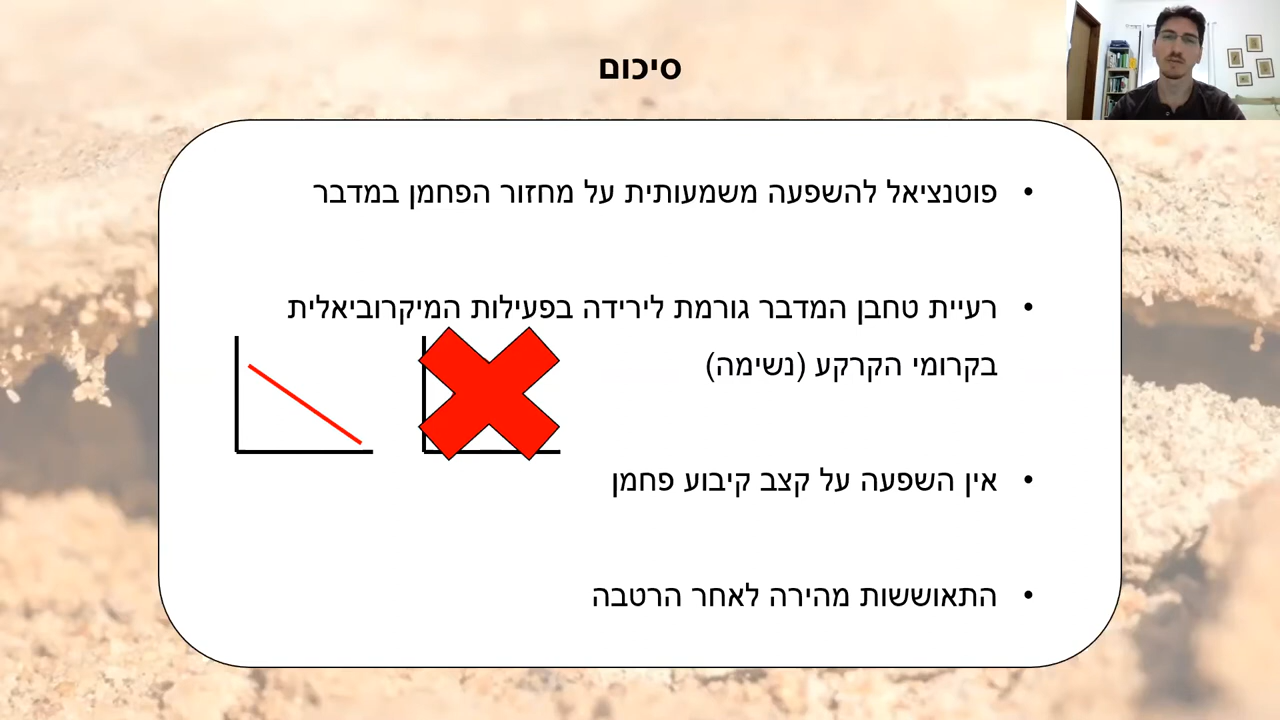 סיכום
• פוטנציאל להשפעה משמעותית על מחזור הפחמן במדבר
• רעיית טחבן המדבר גורמת לירידה בפעילות המיקרוביאלית
בקרומי הקרקע (נשימה)
• אין השפעה על קצב קיבוע פחמן
• התאוששות מהירה לאחר הרטבה